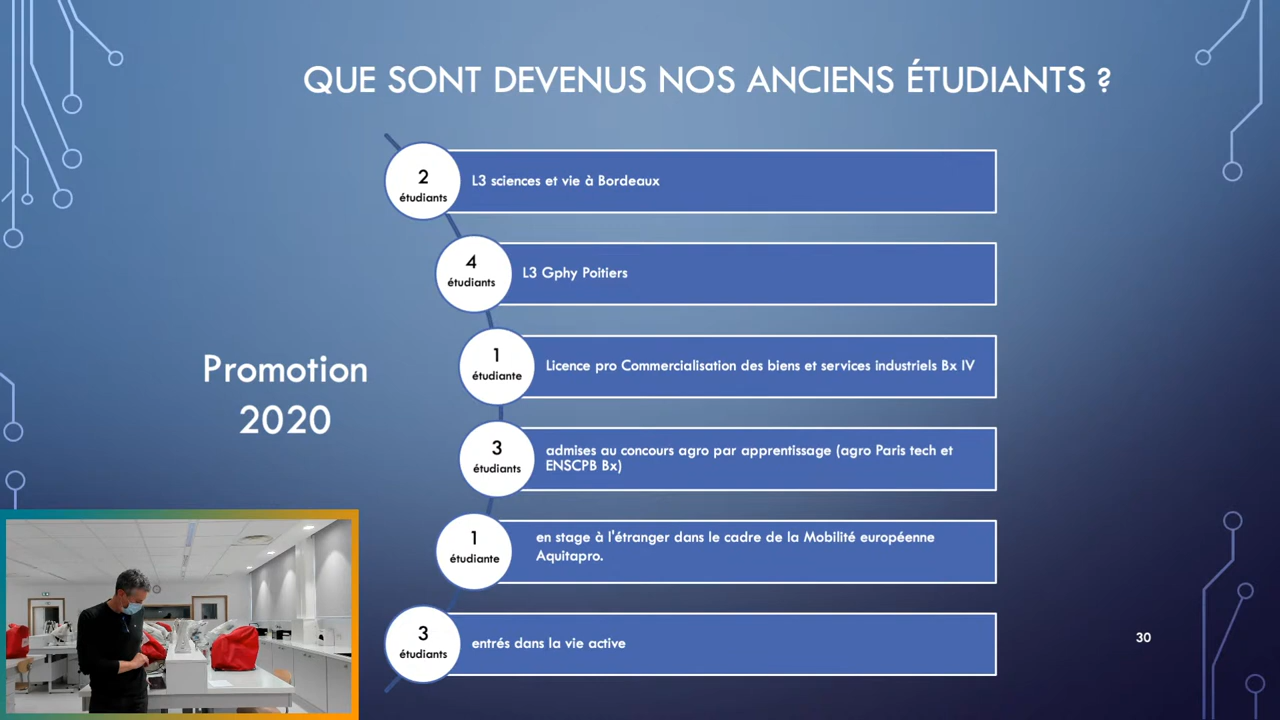 QUE SONT DEVENUS NOS ANCIENS ÉTUDIANTS ?
2
étudiants
L3 sciences et vie à Bordeaux
4
étudiants
L3 Gphy Poitiers
1
étudiante
Licence pro Commercialisation des biens et services industriels Bx IV
Promotion
2020
3
étudiants
admises au concours agro par apprentissage (agro Paris tech et
ENSCPB Bx)
1
étudiante
en stage à l'étranger dans le cadre de la Mobilité européenne
Aquitapro.
3
étudiants
entrés dans la vie active
30